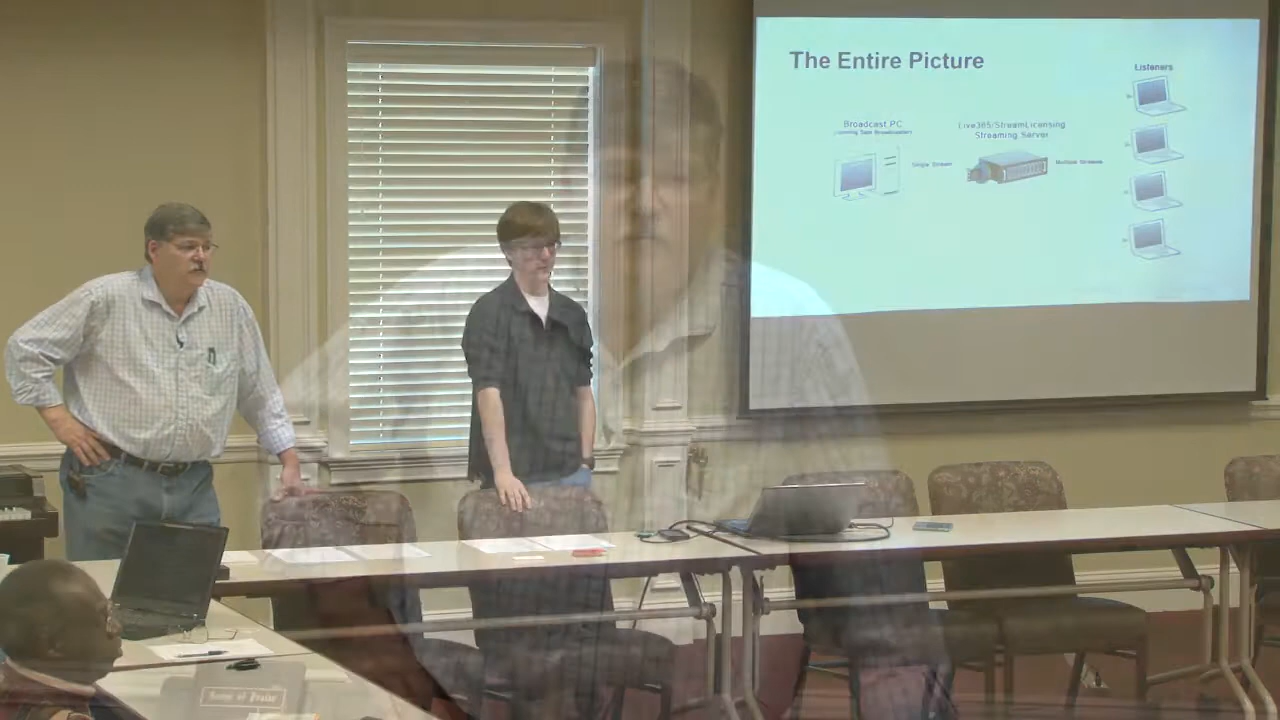 The Entire Picture
Listeners
Broadcast PC
Live365/StreamLicensing
Streaming Server
Single Stream
Multiple Streams